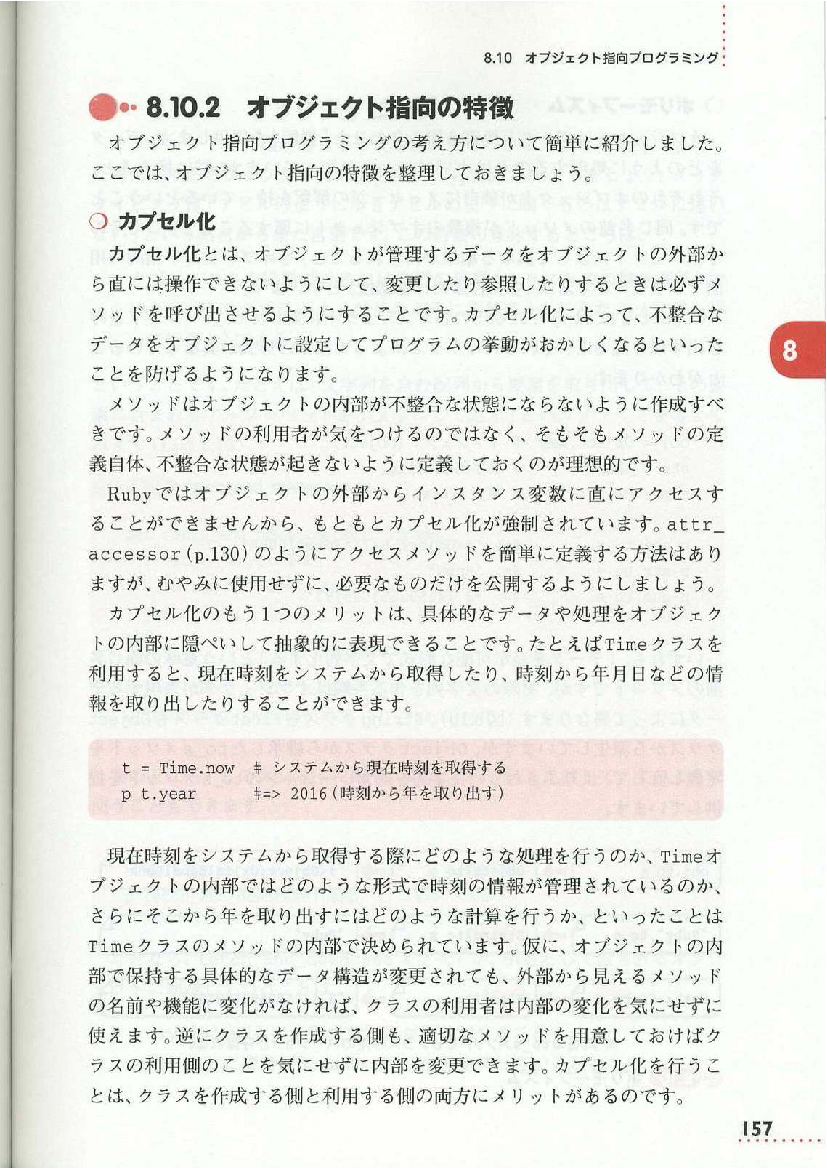 8.10 オブジェクト指向プログラミング
8.10.2 オブジェクト指向の特徴
オブジェクト指向プログラミングの考え方について簡単に紹介しました。
ここでは、オブジェクト指向の特徴を整理しておきましょう。
カプセル化
カプセル化とは、オブジェクトが管理するデータをオブジェクトの外部か
ら直には操作できないようにして、変更したり参照したりするときは必ずメ
ソッドを呼び出させるようにすることです。カプセル化によって、不整合な
データをオブジェクトに設定してプログラムの挙動がおかしくなるといった
ことを防げるようになります。
メソッドはオブジェクトの内部が不整合な状態にならないように作成すべ
きです。メソッドの利用者が気をつけるのではなく、そもそもメソッドの定
義自体、不整合な状態が起きないように定義しておくのが理想的です。
Rubyではオブジェクトの外部からインスタンス変数に直にアクセスす
ることができませんから、もともとカプセル化が強制されています。attr_
accessor(p.130)のようにアクセスメソッドを簡単に定義する方法はあり
ますが、むやみに使用せずに、必要なものだけを公開するようにしましょう。
カプセル化のもう1つのメリットは、具体的なデータや処理をオブジェク
トの内部に隠ぺいして抽象的に表現できることです。たとえばTimeクラスを
利用すると、現在時刻をシステムから取得したり、時刻から年月日などの情
報を取り出したりすることができます。
t = Time.now # システムから現在時刻を取得する
p t.year #=> 2016(時刻から年を取り出す)
現在時刻をシステムから取得する際にどのような処理を行うのか、Timeオ
ブジェクトの内部ではどのような形式で時刻の情報が管理されているのか、
さらにそこから年を取り出すにはどのような計算を行うか、といったことは
Timeクラスのメソッドの内部で決められています。仮に、オブジェクトの内
部で保持する具体的なデータ構造が変更されても、外部から見えるメソッド
の名前や機能に変化がなければ、クラスの利用者は内部の変化を気にせずに
使えます。逆にクラスを作成する側も、適切なメソッドを用意しておけばク
ラスの利用側のことを気にせずに内部を変更できます。カプセル化を行うこ
とは、クラスを作成する側と利用する側の両方にメリットがあるのです。
8
157